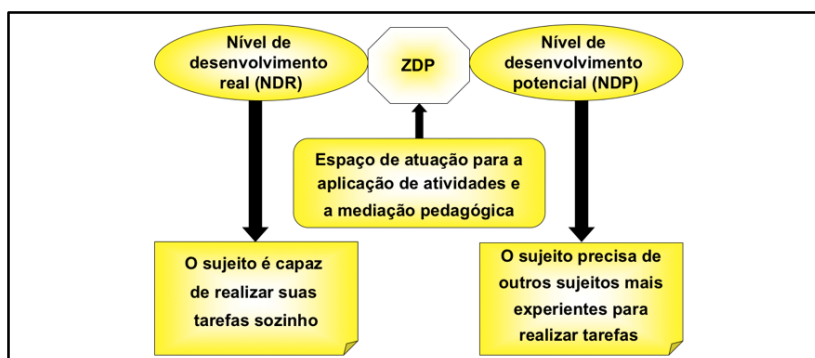 Nível de
desenvolvimento
real (NDR)
ZDP
Nível de
desenvolvimento
potencial (NDP)
Espaço de atuação para a
aplicação de atividades e
a mediação pedagógica
O sujeito é capaz
de realizar suas
tarefas sozinho
O sujeito precisa de
outros sujeitos mais
experientes para
realizar tarefas